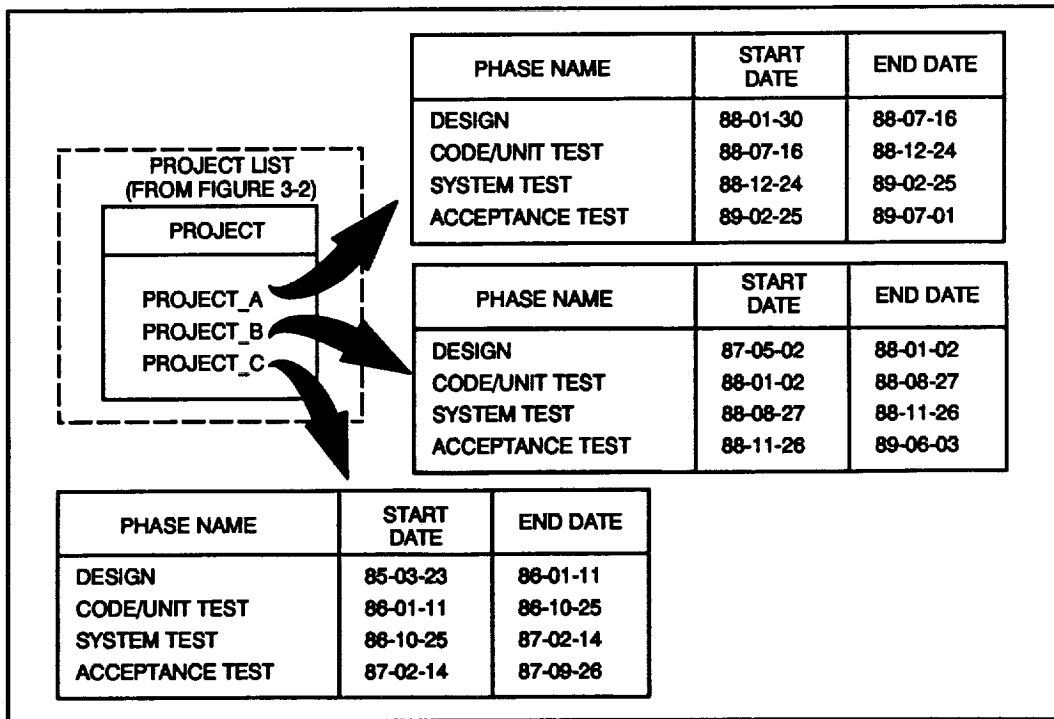 PROJECT LIST
(FROM FIGURE 3-2)
PROJECT
PROJECT_A
PROJECT_B
PROJECT_C
PHASE NAME START DATE END DATE
DESIGN 88-01-30 88-07-16
CODE/UNIT TEST 88-07-16 88-12-24
SYSTEM TEST 88-12-24 89-02-25
ACCEPTANCE TEST 89-02-25 89-07-01
PHASE NAME START DATE END DATE
DESIGN 87-05-02 88-01-02
CODE/UNIT TEST 88-01-02 88-08-27
SYSTEM TEST 88-08-27 88-11-26
ACCEPTANCE TEST 88-11-26 89-06-03
PHASE NAME START DATE END DATE
DESIGN 85-03-23 86-01-11
CODE/UNIT TEST 86-01-11 86-10-25
SYSTEM TEST 86-10-25 87-02-14
ACCEPTANCE TEST 87-02-14 87-09-26